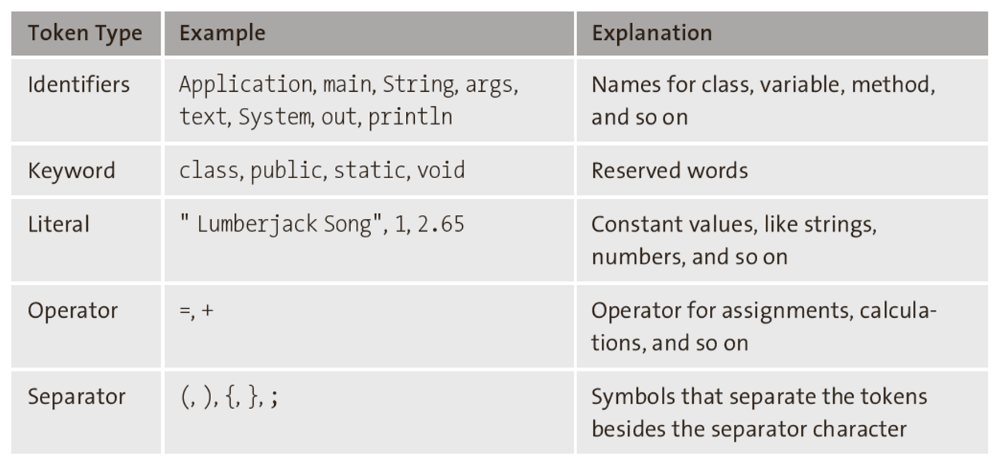 Token Type Example Explanation
Identifiers Application, main, String, args, Names for class, variable, method,
text, System, out, println and so on
Keyword class, public, static, void Reserved words
Literal " Lumberjack Song", 1, 2.65 Constant values, like strings,
numbers, and so on
Operator =, + Operator for assignments, calcula-
tions, and so on
Separator (, ), {, }, ; Symbols that separate the tokens
besides the separator character